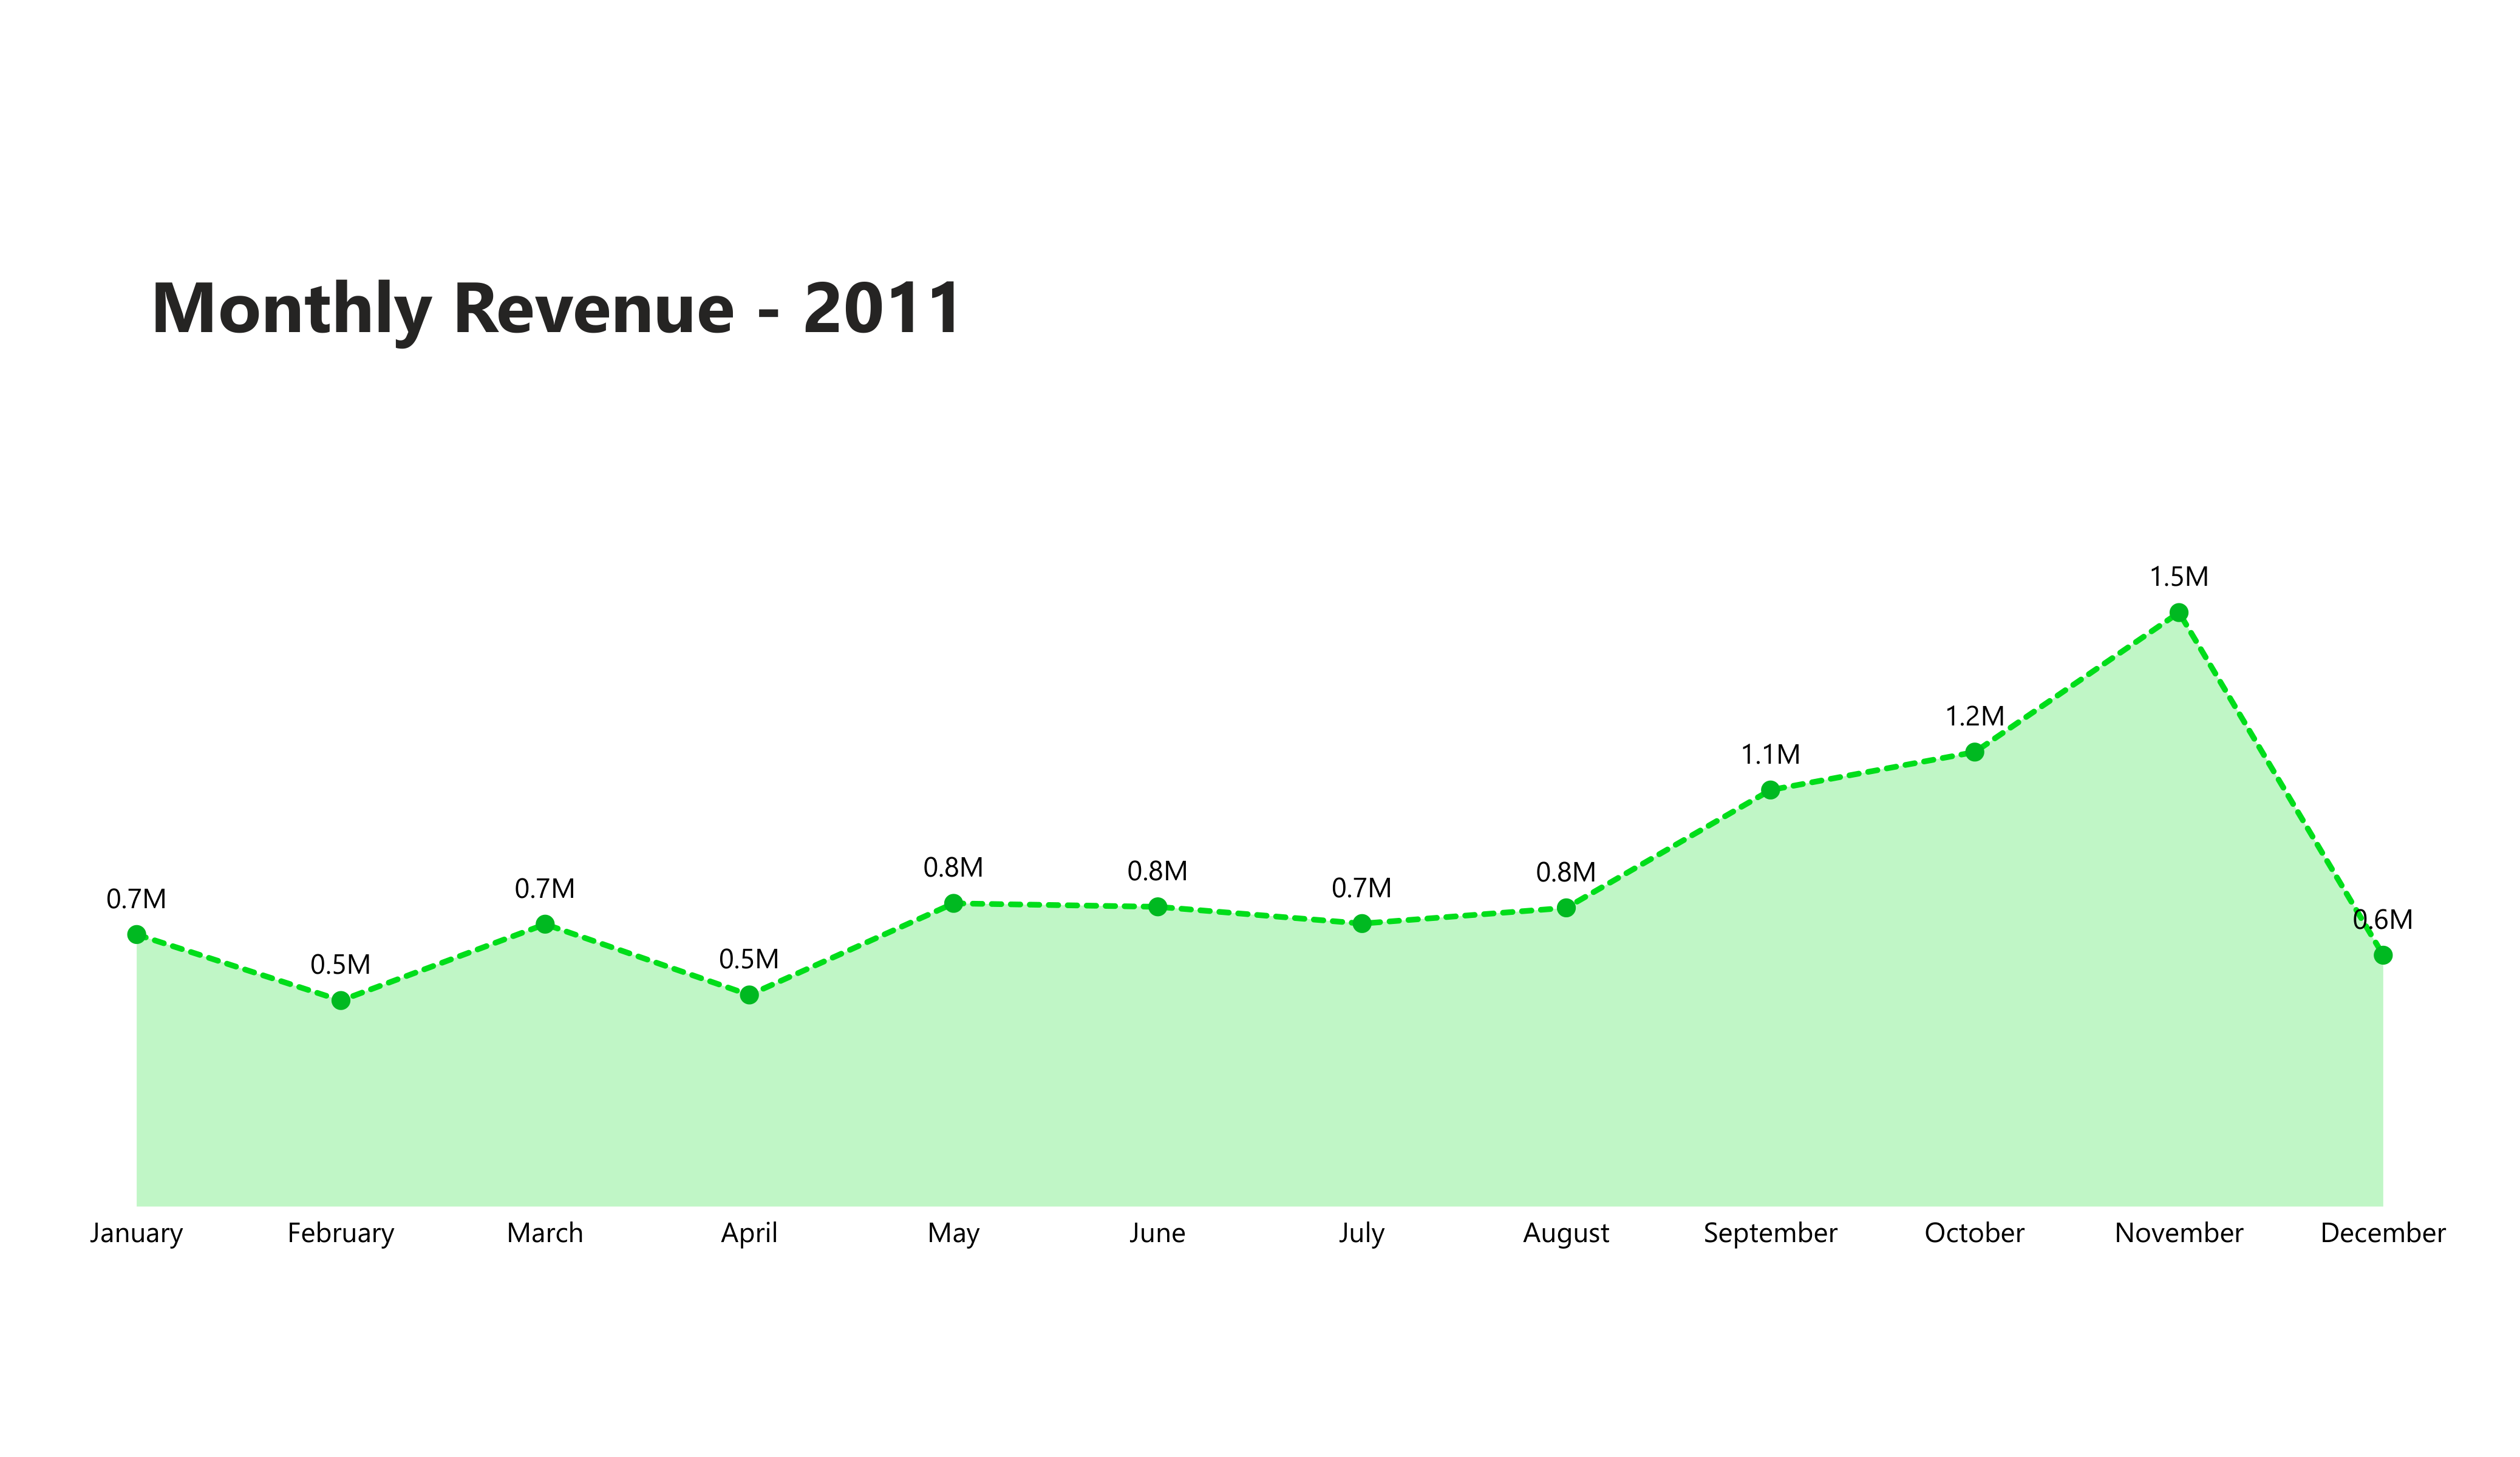 Monthly Revenue - 2011
1.5M
1.2M
1.1M
0.8M
0.8M
0.8M
0.7M
0.7M
0.7M
0.6M
0.5M
0.5M
January February March April May June July August September October November December